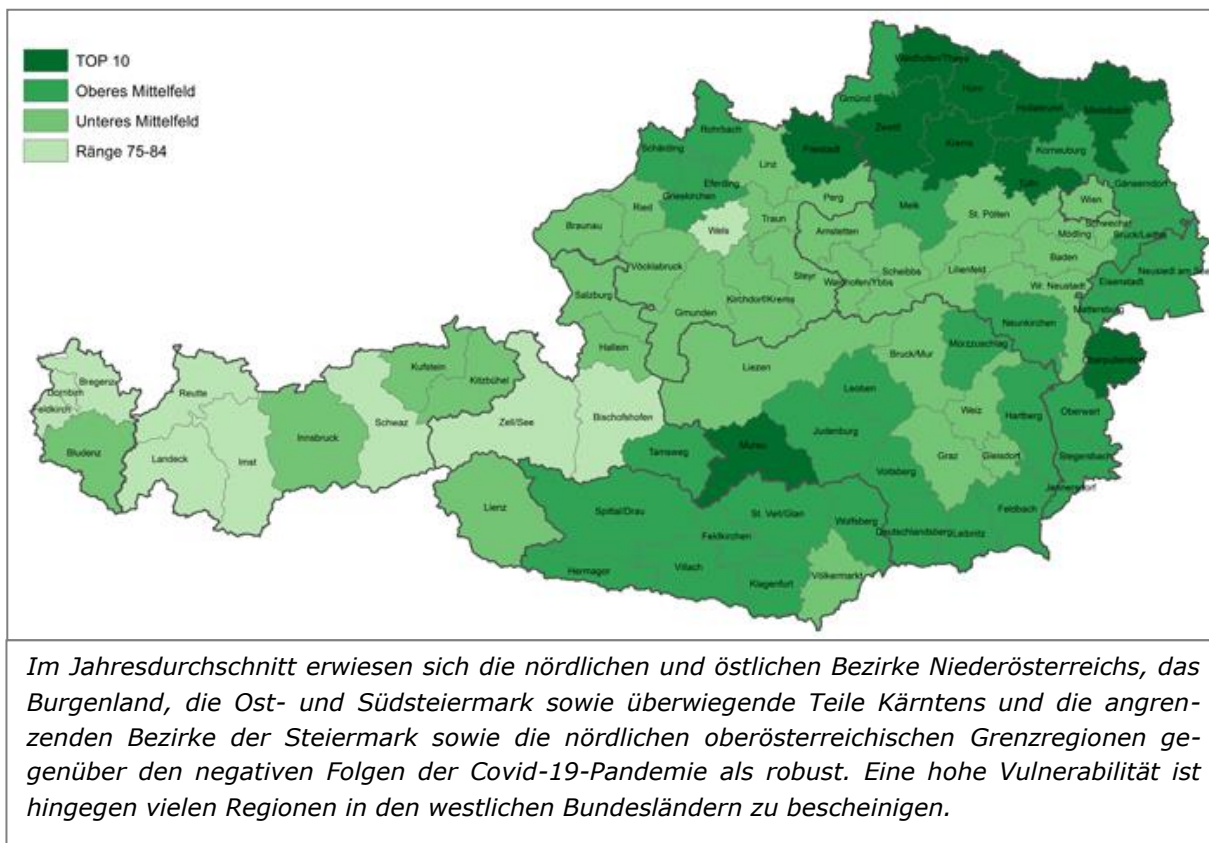 TOP 10
Oberes Mittelfeld
Unteres Mittelfeld
Ränge 75-84
Waidhofen/Thaya
Horn
Hollabrunn
Mistelbach
Gmünd
Zwettl
Krems
Korneuburg
Tulln
Gänserndorf
Rohrbach
Schärding
Freistadt
Linz
Eferding
Grieskirchen
Perg
Melk
St. Pölten
Wien
Schwechat
Bruck/Leitha
Mödling
Ried
Braunau
Wels
Traun
Amstetten
Baden
Neusiedl am See
Eisenstadt
Vöcklabruck
Steyr
Scheibbs
Lilienfeld
Waidhofen/Ybbs
Wr. Neustadt
Mattersburg
Salzburg
Kirchdorf/Krems
Gmunden
Neunkirchen
Hallein
Mürzzuschlag
Bruck/Mur
Oberpullendorf
Liezen
Kufstein
Kitzbühel
Bregenz
Dornbirn
Feldkirch
Reutte
Leoben
Weiz
Hartberg
Oberwart
Bischofshofen
Schwaz
Zell/See
Innsbruck
Judenburg
Bludenz
Landeck
Imst
Tamsweg
Murau
Graz
Gleisdorf
Voitsberg
Jennersdorf
Lienz
Spittal/Drau
St. Veit/Glan
Wolfsberg
Feldbach
Deutschlandsberg
Leibnitz
Feldkirchen
Hermagor
Villach
Klagenfurt
Völkermarkt
Im Jahresdurchschnitt erwiesen sich die nördlichen und östlichen Bezirke Niederösterreichs, das
Burgenland, die Ost- und Südsteiermark sowie überwiegende Teile Kärntens und die angren-
zenden Bezirke der Steiermark sowie die nördlichen oberösterreichischen Grenzregionen ge-
genüber den negativen Folgen der Covid-19-Pandemie als robust. Eine hohe Vulnerabilität ist
hingegen vielen Regionen in den westlichen Bundesländern zu bescheinigen.